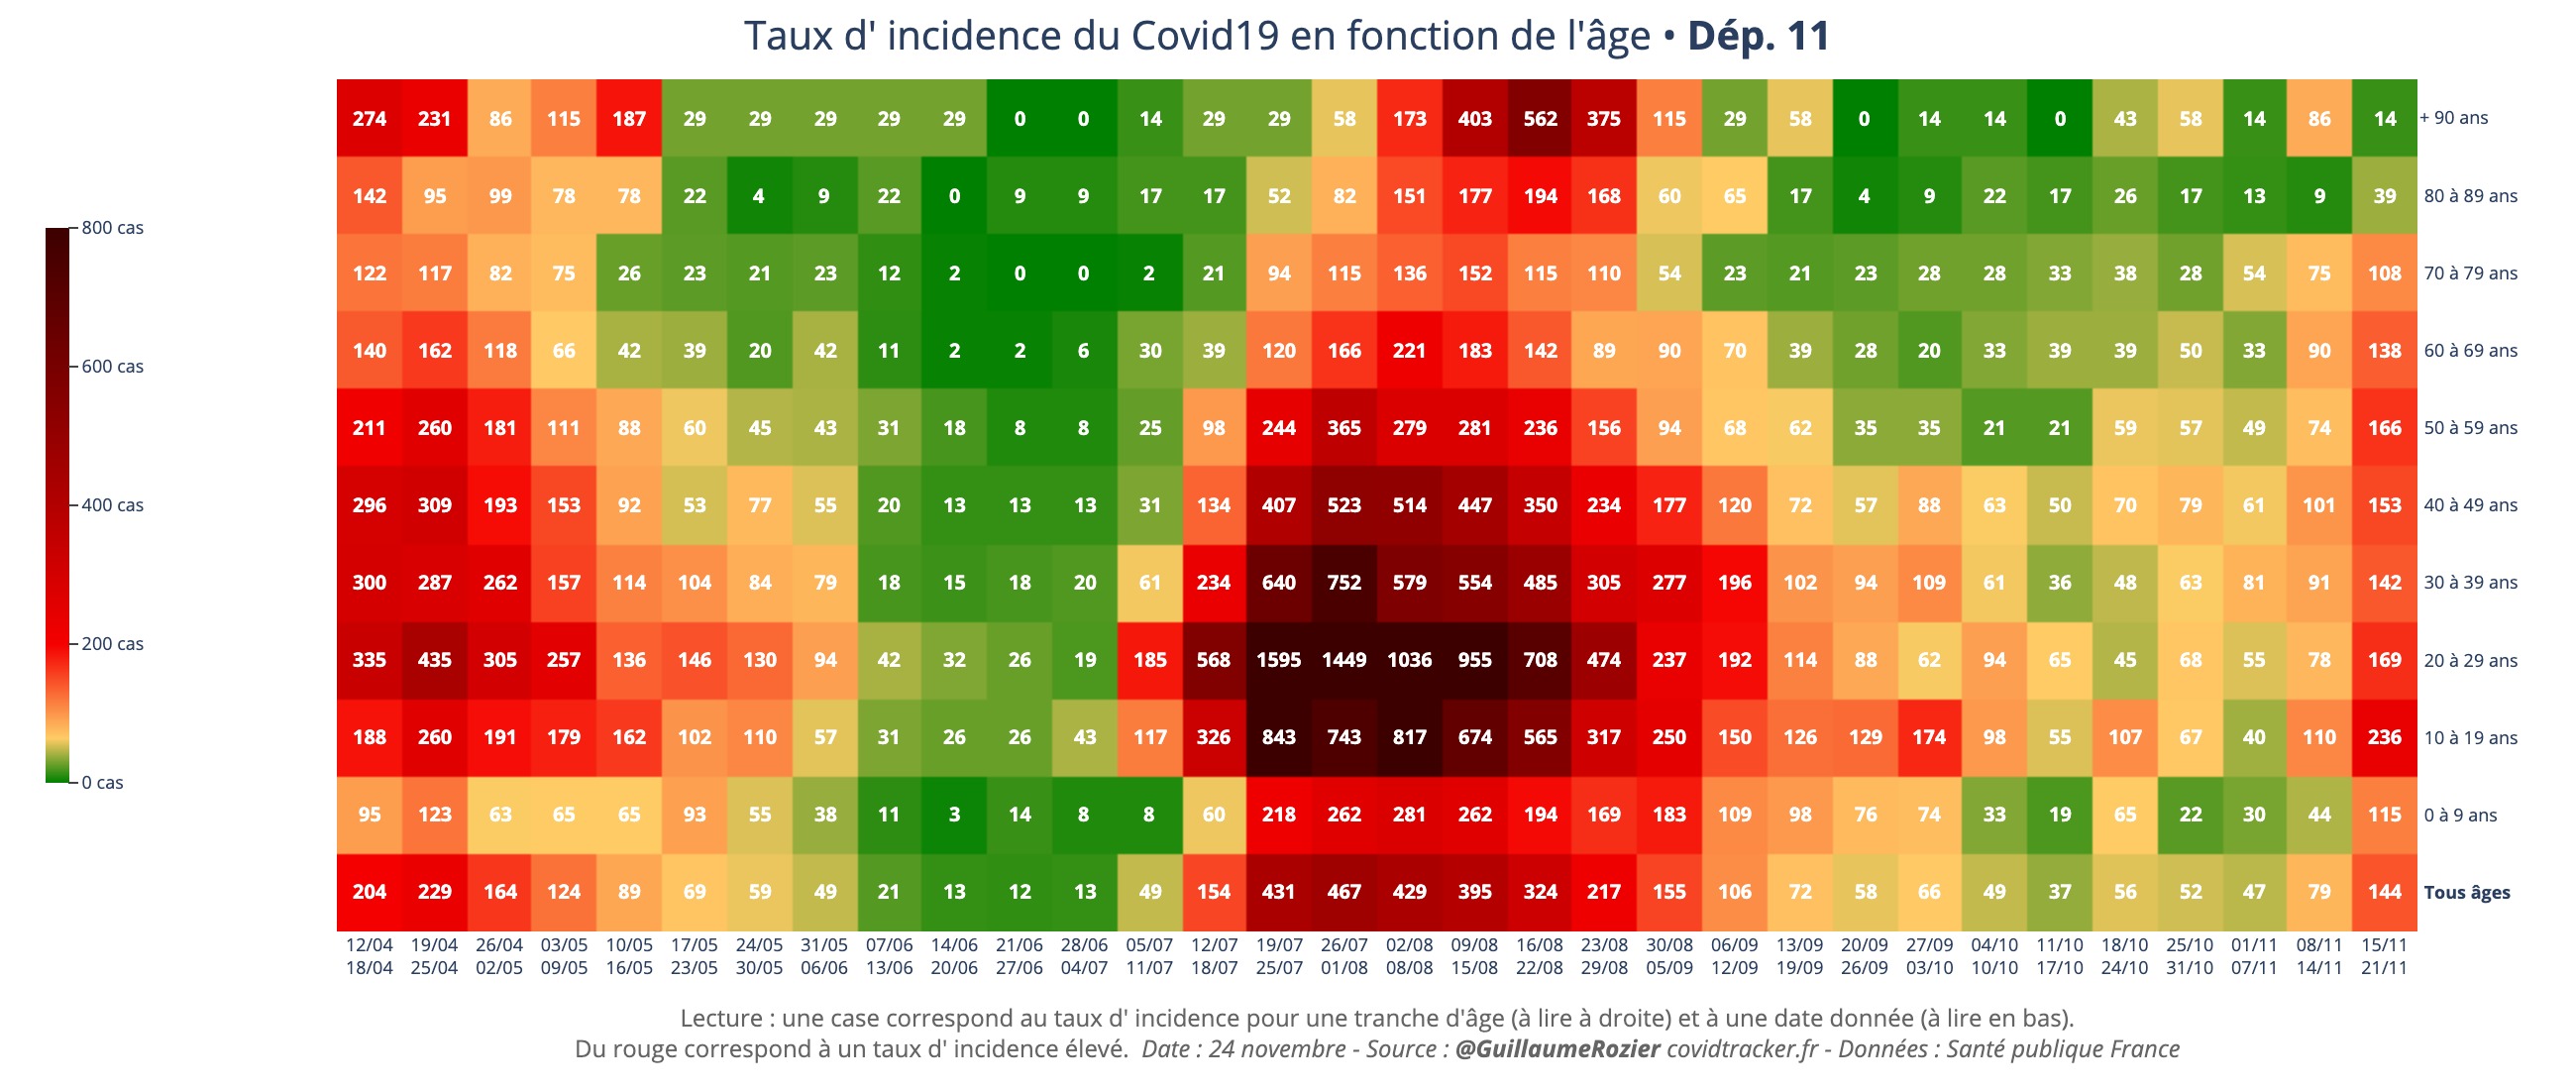 Taux d' incidence du Covid19 en fonction de l'âge • Dép. 11
274 231 86 115 187 29 29 29 29 29 0 0 14 29 29 58 173 403 562 375 115 29 58 0 14 14 0 43 58 14 86 14 + 90 ans
142 95 99 78 78 22 4 9 22 0 9 9 17 17 52 82 151 177 194 168 60 65 17 4 9 22 17 26 17 13 9 39 80 à 89 ans
800 cas
122 117 82 75 26 23 21 23 12 2 0 0 2 21 94 115 136 152 115 110 54 23 21 23 28 28 33 38 28 54 75 108 70 à 79 ans
140 162 118 66 42 39 20 42 11 2 2 6 30 39 120 166 221 183 142 89 90 70 39 28 20 33 39 39 50 33 90 138 60 à 69 ans
600 cas
211 260 181 111 88 60 45 43 31 18 8 8 25 98 244 365 279 281 236 156 94 68 62 35 35 21 21 59 57 49 74 166 50 à 59 ans
400 cas
296 309 193 153 92 53 77 55 20 13 13 13 31 134 407 523 514 447 350 234 177 120 72 57 88 63 50 70 79 61 101 153 40 à 49 ans
300 287 262 157 114 104 84 79 18 15 18 20 61 234 640 752 579 554 485 305 277 196 102 94 109 61 36 48 63 81 91 142 30 à 39 ans
200 cas
335 435 305 257 136 146 130 94 42 32 26 19 185 568 1595 1449 1036 955 708 474 237 192 114 88 62 94 65 45 68 55 78 169 20 à 29 ans
188 260 191 179 162 102 110 57 31 26 26 43 117 326 843 743 817 674 565 317 250 150 126 129 174 98 55 107 67 40 110 236 10 à 19 ans
0 cas
95 123 63 65 65 93 55 38 11 3 14 8 8 60 218 262 281 262 194 169 183 109 98 76 74 33 19 65 22 30 44 115 0 à 9 ans
204 229 164 124 89 69 59 49 21 13 12 13 49 154 431 467 429 395 324 217 155 106 72 58 66 49 37 56 52 47 79 144 Tous âges
12/04 19/04 26/04 03/05 10/05 17/05 24/05 31/05 07/06 14/06 21/06 28/06 05/07 12/07 19/07 26/07 02/08 09/08 16/08 23/08 30/08 06/09 13/09 20/09 27/09 04/10 11/10 18/10 25/10 01/11 08/11 15/11
18/04 25/04 02/05 09/05 16/05 23/05 30/05 06/06 13/06 20/06 27/06 04/07 11/07 18/07 25/07 01/08 08/08 15/08 22/08 29/08 05/09 12/09 19/09 26/09 03/10 10/10 17/10 24/10 31/10 07/11 14/11 21/11
Lecture : une case correspond au taux d' incidence pour une tranche d'âge (à lire à droite) et à une date donnée (à lire en bas).
Du rouge correspond à un taux d' incidence élevé. Date : 24 novembre - Source : @GuillaumeRozier covidtracker.fr - Données : Santé publique France